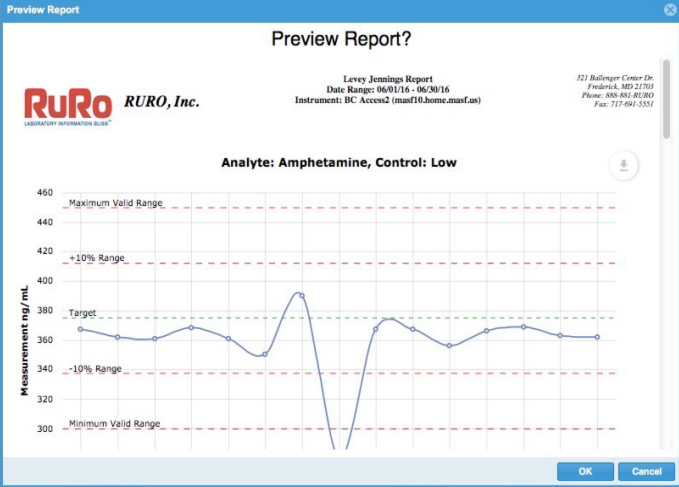 Preview Report
Preview Report?
RURO
LABORATORY INFORMATION BLISS™
RURO, Inc.
Levey Jennings Report
Date Range: 06/01/16 - 06/30/16
Instrument: BC Access2 (masf10.home.masf.us)
321 Ballenger Center Dr.
Frederick, MD 21703
Phone: 888-881-RURO
Fax: 717-691-5551
Analyte: Amphetamine, Control: Low
Measurement ng/mL
460
Maximum Valid Range
440
420
+10% Range
400
380
Target
360
340
-10% Range
320
Minimum Valid Range
300
OK
Cancel